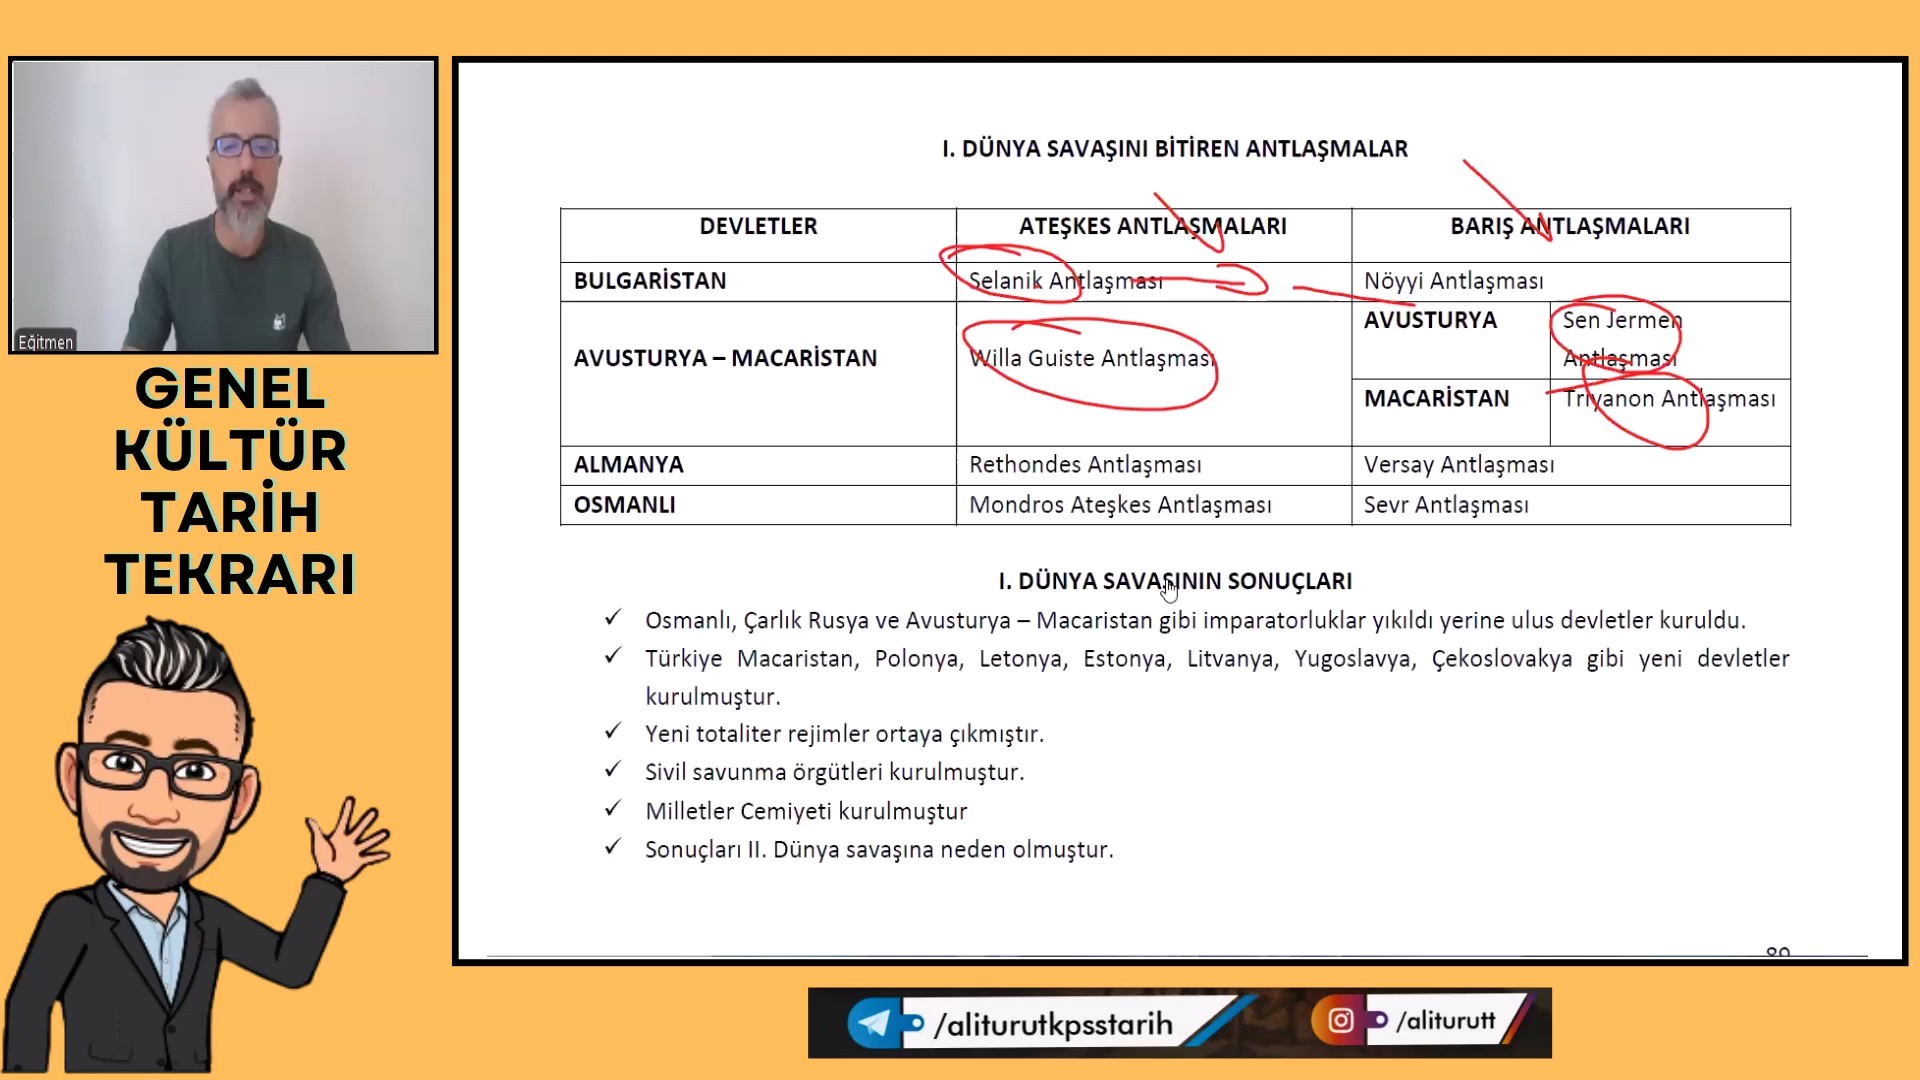 Eğitmen
GENEL
KÜLTÜR
TARİH
TEKRARI
I. DÜNYA SAVAŞINI BİTİREN ANTLAŞMALAR
DEVLETLER ATEŞKES ANTLAŞMALARI BARIŞ ANTLAŞMALARI
BULGARİSTAN Selanik Antlaşması Nöyyi Antlaşması
AVUSTURYA – MACARİSTAN Willa Guiste Antlaşması
AVUSTURYA Sen Jermen
Antlaşması
MACARİSTAN Triyanon Antlaşması
ALMANYA Rethondes Antlaşması Versay Antlaşması
OSMANLI Mondros Ateşkes Antlaşması Sevr Antlaşması
I. DÜNYA SAVAŞININ SONUÇLARI
✓ Osmanlı, Çarlık Rusya ve Avusturya – Macaristan gibi imparatorluklar yıkıldı yerine ulus devletler kuruldu.
✓ Türkiye Macaristan, Polonya, Letonya, Estonya, Litvanya, Yugoslavya, Çekoslovakya gibi yeni devletler
kurulmuştur.
✓ Yeni totaliter rejimler ortaya çıkmıştır.
✓ Sivil savunma örgütleri kurulmuştur.
✓ Milletler Cemiyeti kurulmuştur
✓ Sonuçları II. Dünya savaşına neden olmuştur.
/aliturutkpsstarih
/aliturutt